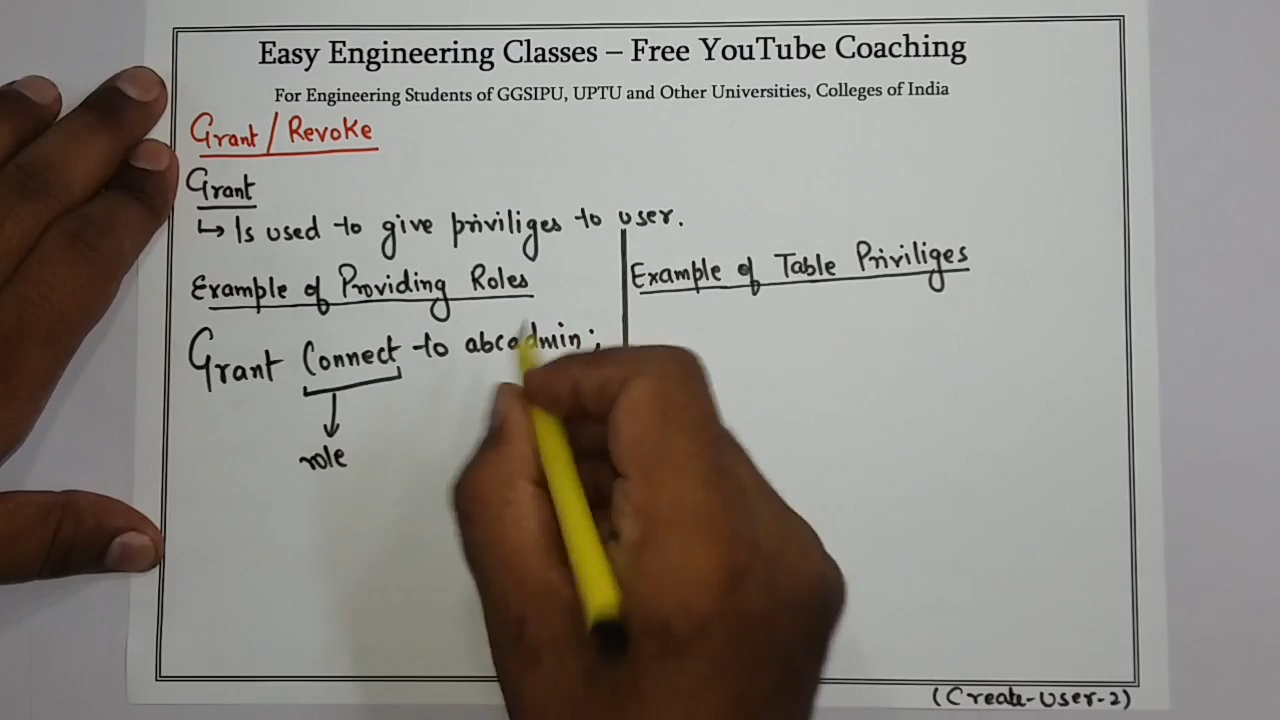 Easy Engineering Classes – Free YouTube Coaching
For Engineering Students of GGSIPU, UPTU and Other Universities, Colleges of India
Grant / Revoke
Grant
↳ Is used to give priviliges to user.
Example of Providing Roles
Grant Connect to abcadmin;
role
Example of Table Priviliges
(Create-User-2)